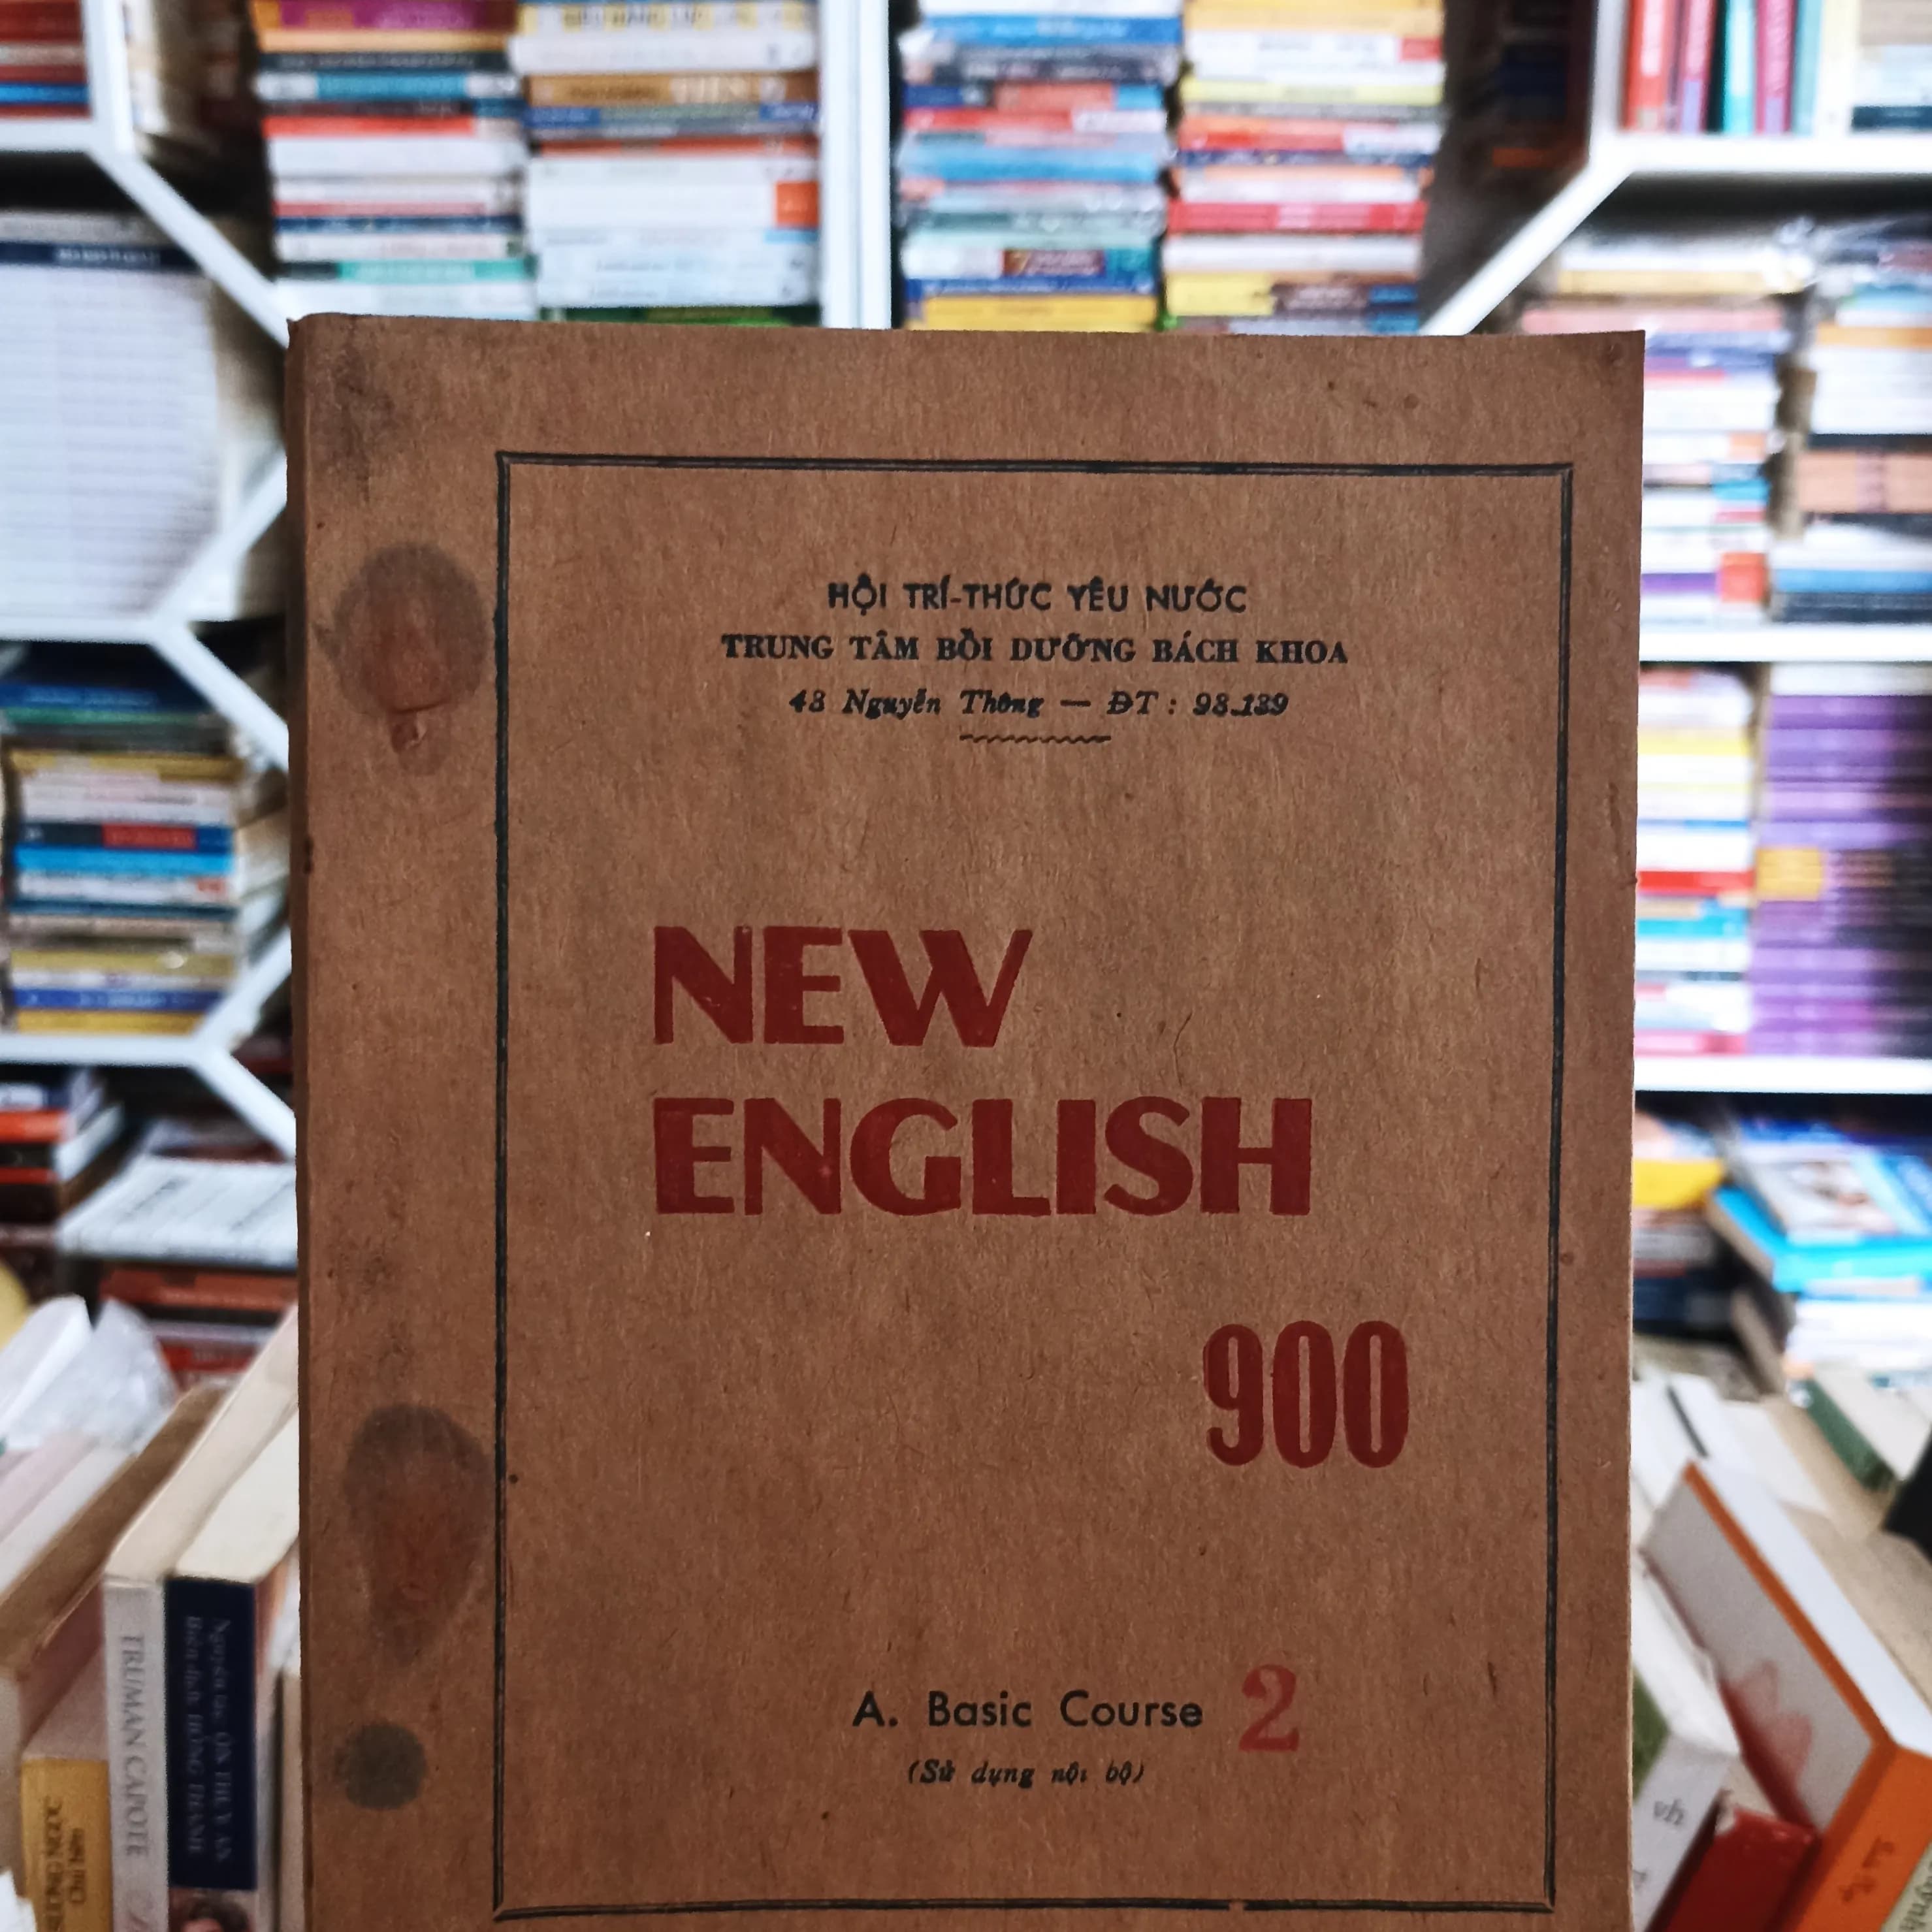 HỘI TRÍ-THỨC YÊU NƯỚC
TRUNG TÂM BỒI DƯỠNG BÁCH KHOA
43 Nguyễn Thông — ĐT : 93.139
NEW
ENGLISH
900
A. Basic Course 2
(Sử dụng nội bộ)
TRUMAN CAPOTE